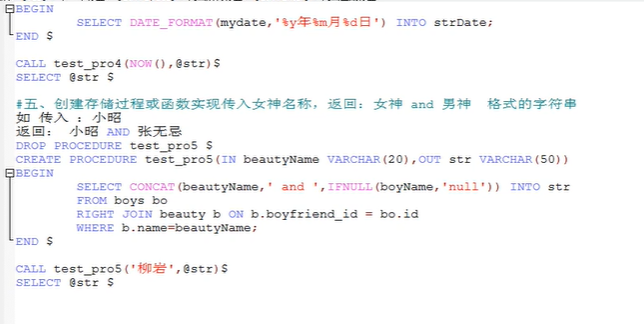 BEGIN
SELECT DATE_FORMAT(mydate,'%y年%m月%d日') INTO strDate;
END $
CALL test_pro4(NOW(),@str)$
SELECT @str $
#五、创建存储过程或函数实现传入女神名称，返回：女神 and 男神  格式的字符串
如 传入 ：小昭
返回： 小昭 AND 张无忌
DROP PROCEDURE test_pro5 $
CREATE PROCEDURE test_pro5(IN beautyName VARCHAR(20),OUT str VARCHAR(50))
BEGIN
SELECT CONCAT(beautyName,' and ',IFNULL(boyName,'null')) INTO str
FROM boys bo
RIGHT JOIN beauty b ON b.boyfriend_id = bo.id
WHERE b.name=beautyName;
END $
CALL test_pro5('柳岩',@str)$
SELECT @str $